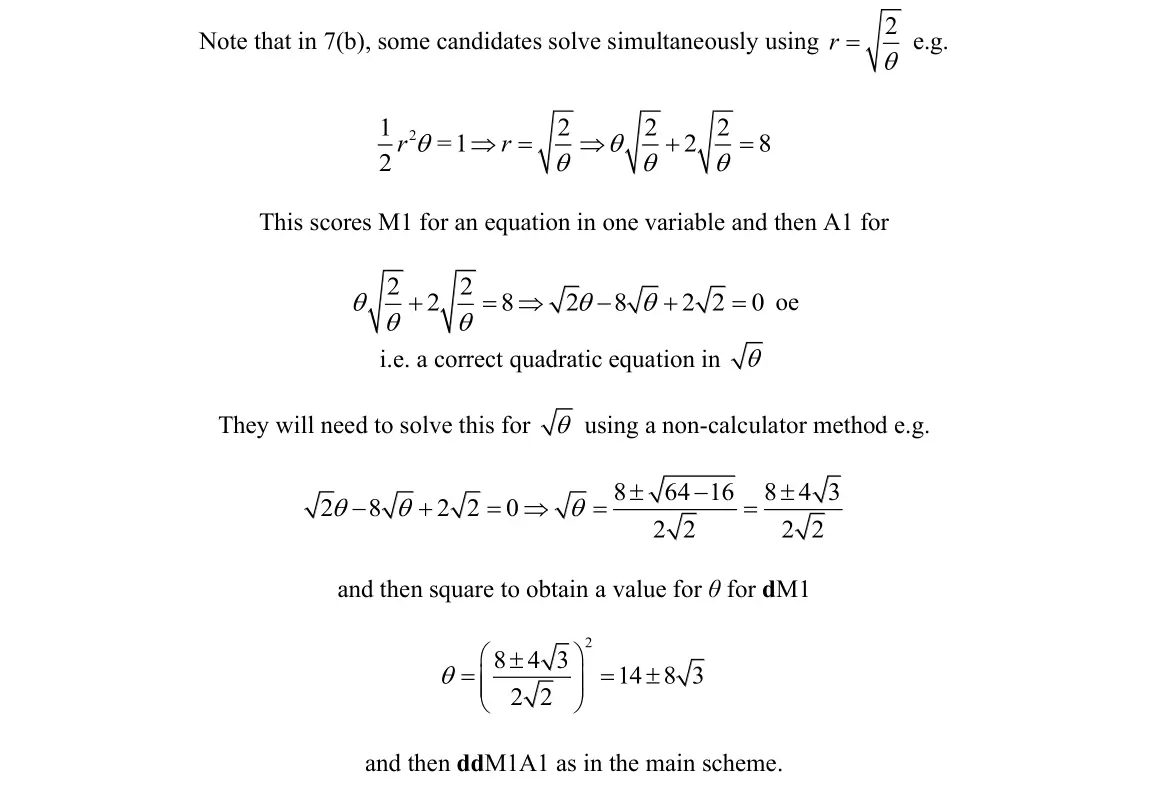 Note that in 7(b), some candidates solve simultaneously using r = √(2/θ) e.g.
1/2 r²θ = 1 ⇒ r = √(2/θ) ⇒ θ√(2/θ) + 2√(2/θ) = 8
This scores M1 for an equation in one variable and then A1 for
θ√(2/θ) + 2√(2/θ) = 8 ⇒ √2θ − 8√θ + 2√2 = 0 oe
i.e. a correct quadratic equation in √θ
They will need to solve this for √θ using a non-calculator method e.g.
√2θ − 8√θ + 2√2 = 0 ⇒ √θ = (8 ± √(64 − 16))/(2√2) = (8 ± 4√3)/(2√2)
and then square to obtain a value for θ for dM1
θ = ((8 ± 4√3)/(2√2))² = 14 ± 8√3
and then ddM1A1 as in the main scheme.